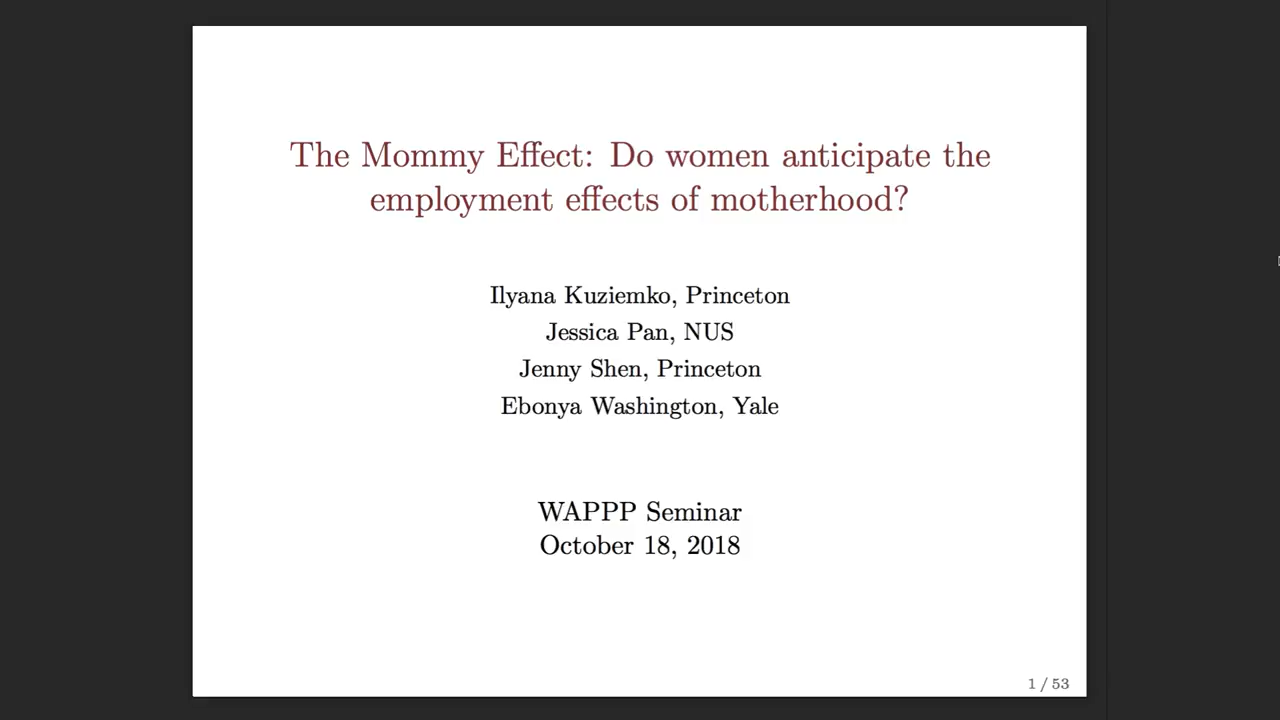 The Mommy Effect: Do women anticipate the
employment effects of motherhood?
Ilyana Kuziemko, Princeton
Jessica Pan, NUS
Jenny Shen, Princeton
Ebonya Washington, Yale
WAPPP Seminar
October 18, 2018
1 / 53